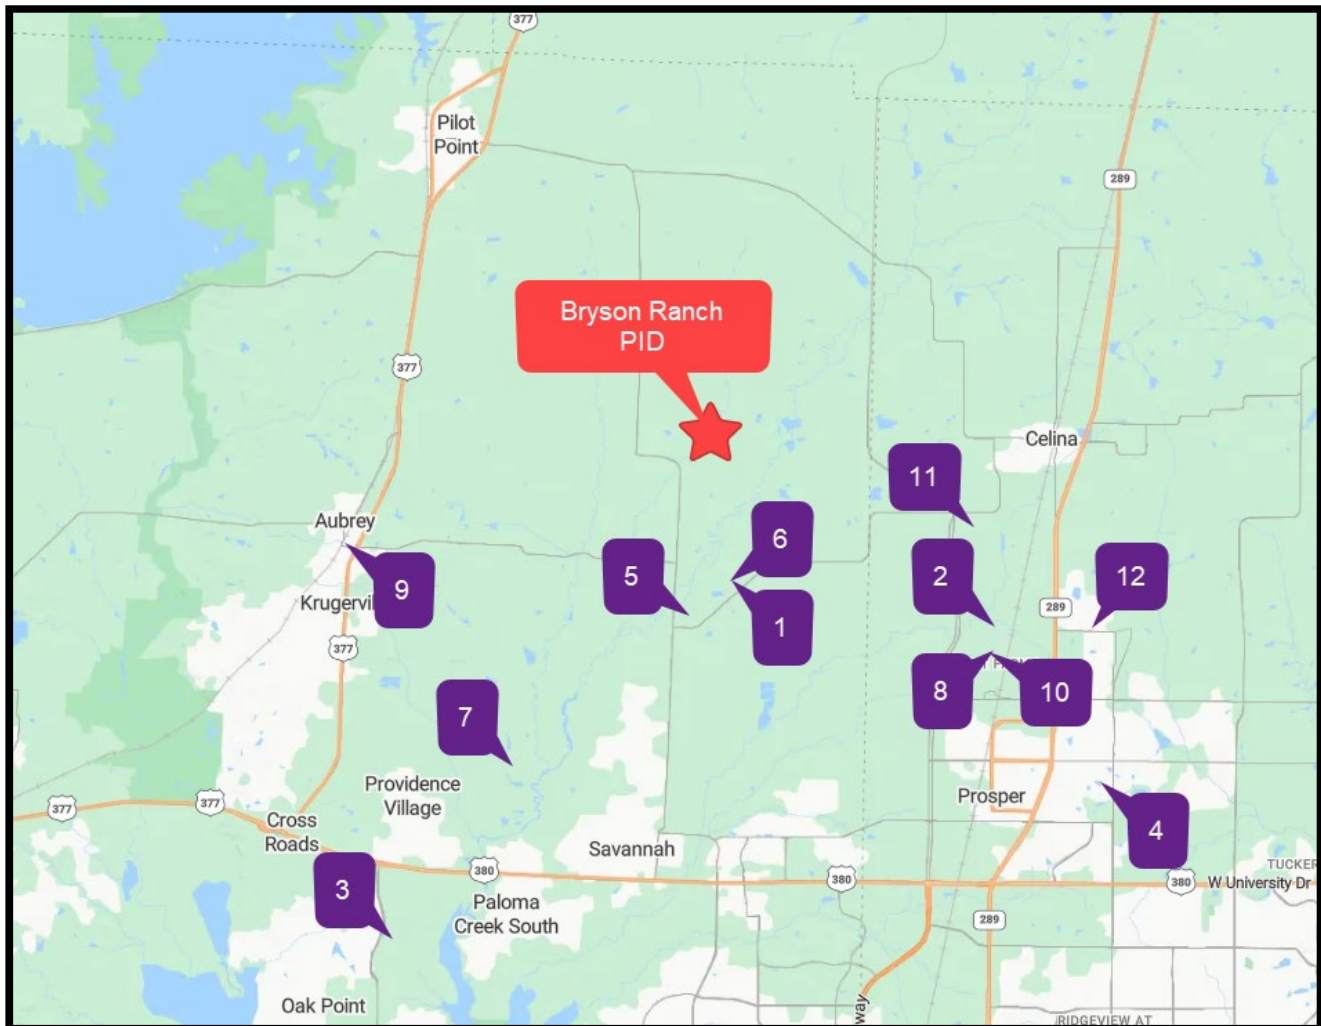 377
Pilot
Point
289
Bryson Ranch
PID
377
Celina
11
Aubrey
6
5
2
12
9
Krugervil
289
1
377
8
10
7
Providence
Village
Prosper
377
377
Cross
Roads
4
Savannah
TUCKER
380
380
380
W University Dr
3
Paloma
Creek South
289
Oak Point
way
RIDGEVIEW AT